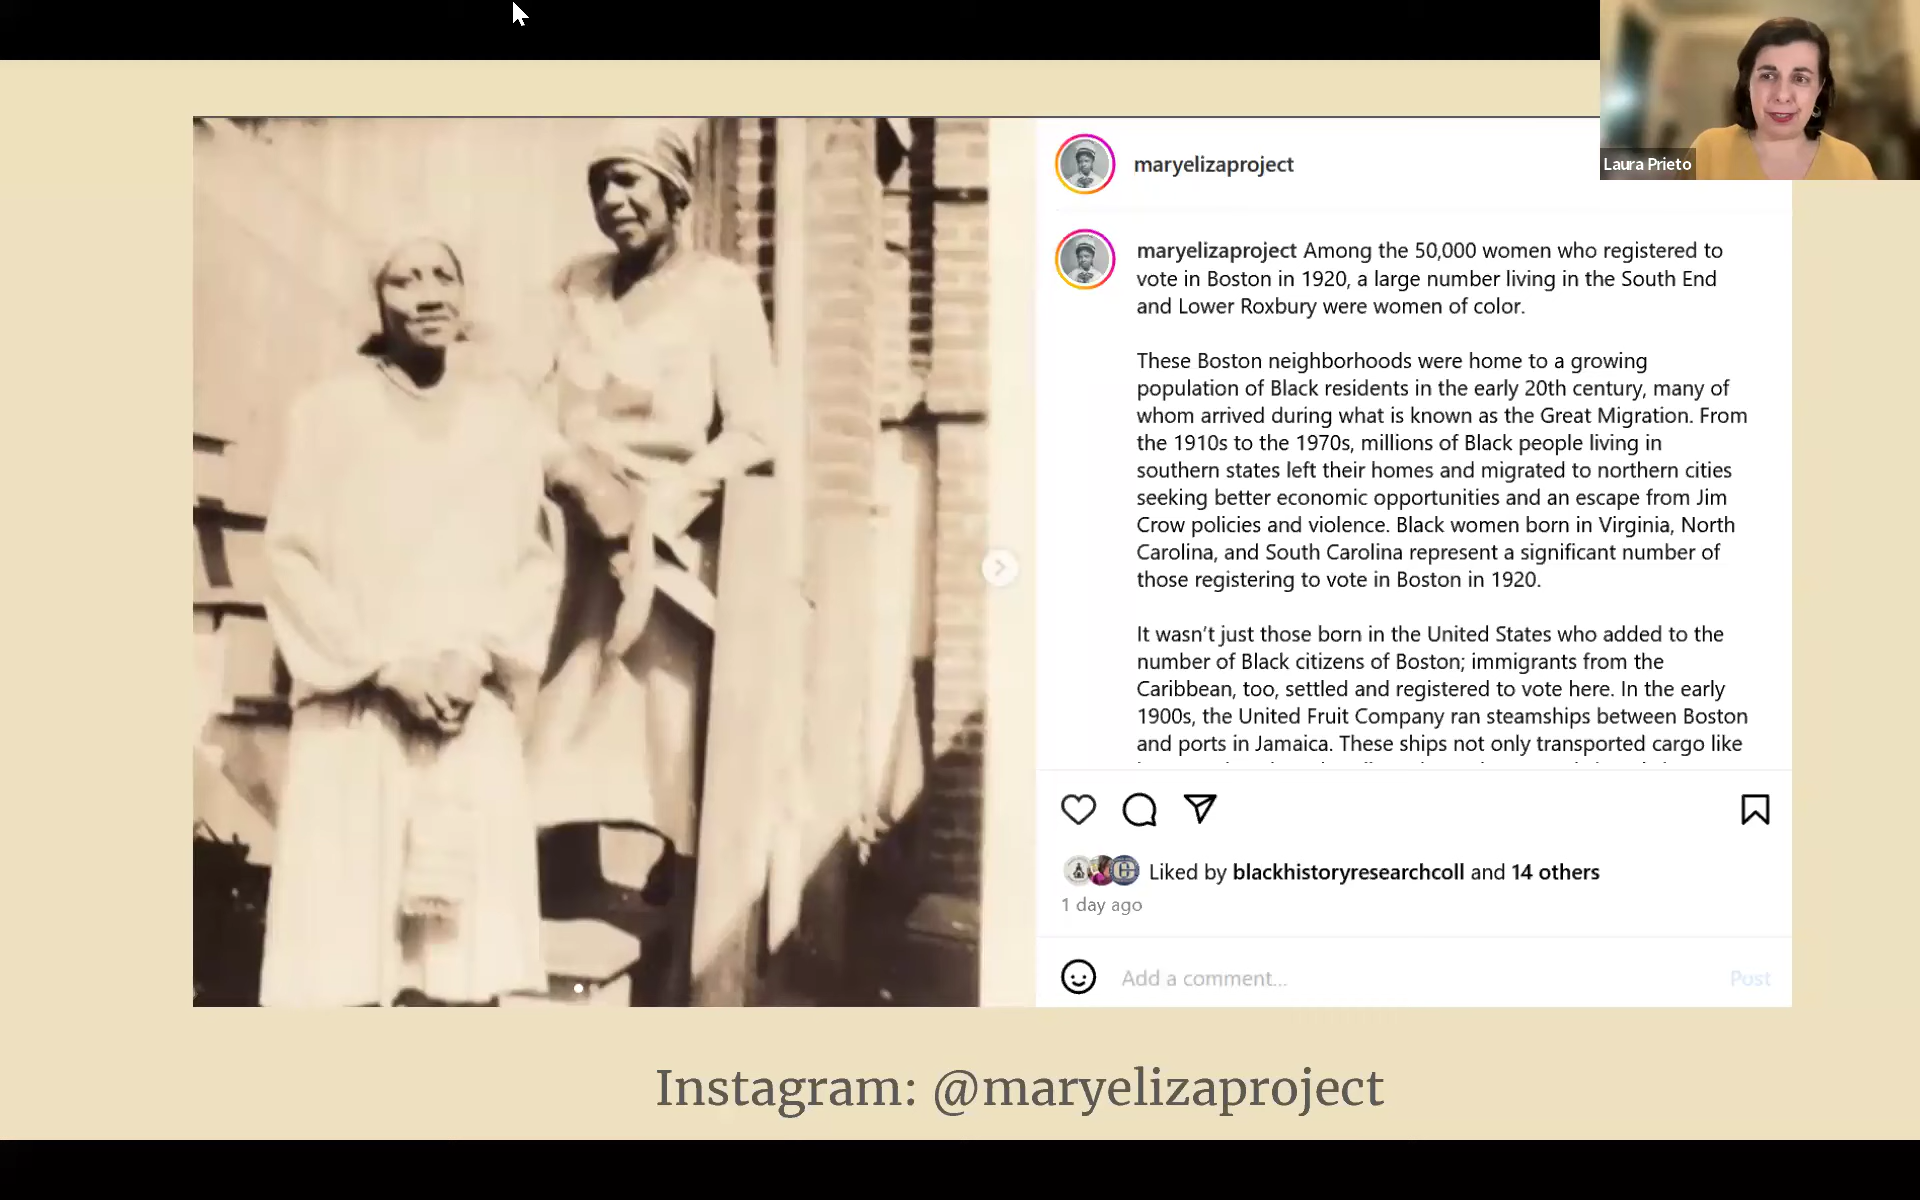 Laura Prieto
maryelizaproject
maryelizaproject Among the 50,000 women who registered to
vote in Boston in 1920, a large number living in the South End
and Lower Roxbury were women of color.
These Boston neighborhoods were home to a growing
population of Black residents in the early 20th century, many of
whom arrived during what is known as the Great Migration. From
the 1910s to the 1970s, millions of Black people living in
southern states left their homes and migrated to northern cities
seeking better economic opportunities and an escape from Jim
Crow policies and violence. Black women born in Virginia, North
Carolina, and South Carolina represent a significant number of
those registering to vote in Boston in 1920.
It wasn't just those born in the United States who added to the
number of Black citizens of Boston; immigrants from the
Caribbean, too, settled and registered to vote here. In the early
1900s, the United Fruit Company ran steamships between Boston
and ports in Jamaica. These ships not only transported cargo like
Liked by blackhistoryresearchcoll and 14 others
1 day ago
Add a comment...
Post
Instagram: @maryelizaproject